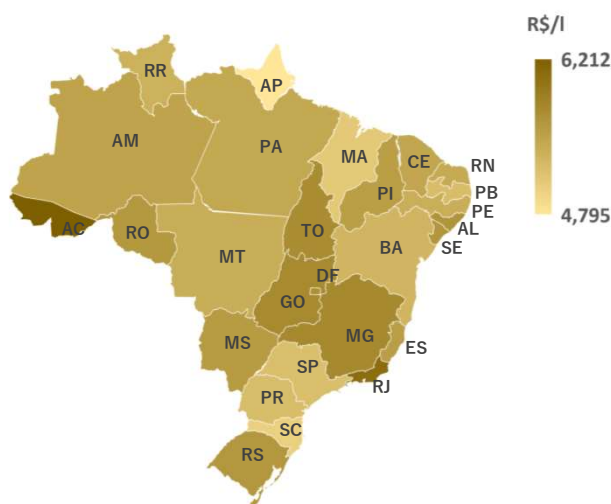 R$/l
6,212
4,795
RR
AP
AM
PA
MA
CE
RN
PI
PB
PE
AC
RO
TO
AL
SE
MT
BA
DF
GO
MG
MS
ES
SP
RJ
PR
SC
RS